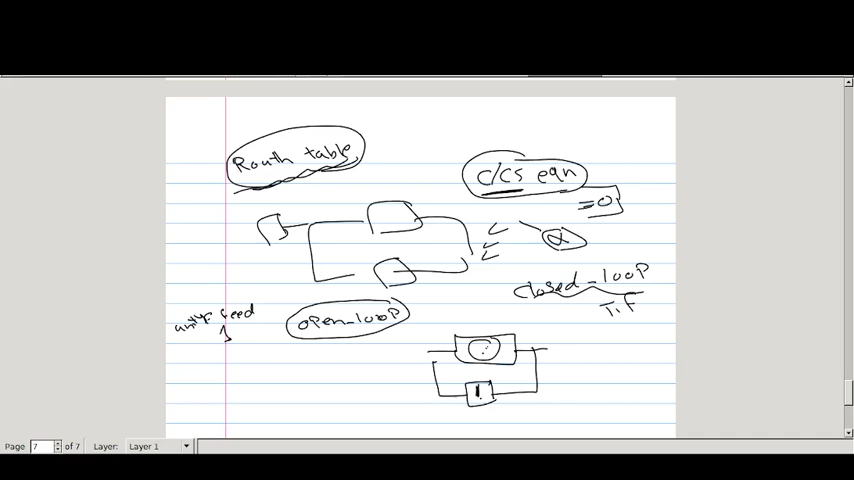 Routh table
c/cs eqn
= 0
α
closed-loop
T.F
unity feed
1
open-loop
1
Page 7 of 7 Layer: Layer 1